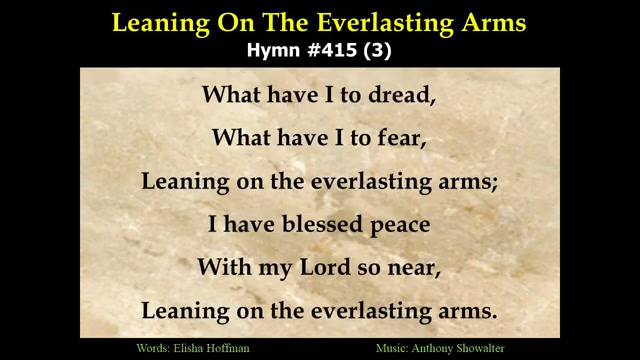 Leaning On The Everlasting Arms
Hymn #415 (3)
What have I to dread,
What have I to fear,
Leaning on the everlasting arms;
I have blessed peace
With my Lord so near,
Leaning on the everlasting arms.
Words: Elisha Hoffman Music: Anthony Showalter